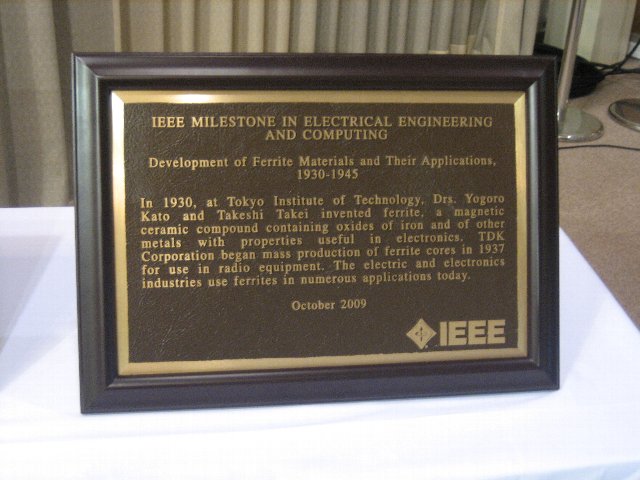 IEEE MILESTONE IN ELECTRICAL ENGINEERING
AND COMPUTING
Development of Ferrite Materials and Their Applications,
1930-1945
In 1930, at Tokyo Institute of Technology, Drs. Yogoro
Kato and Takeshi Takei invented ferrite, a magnetic
ceramic compound containing oxides of iron and of other
metals with properties useful in electronics. TDK
Corporation began mass production of ferrite cores in 1937
for use in radio equipment. The electric and electronics
industries use ferrites in numerous applications today.
October 2009
IEEE